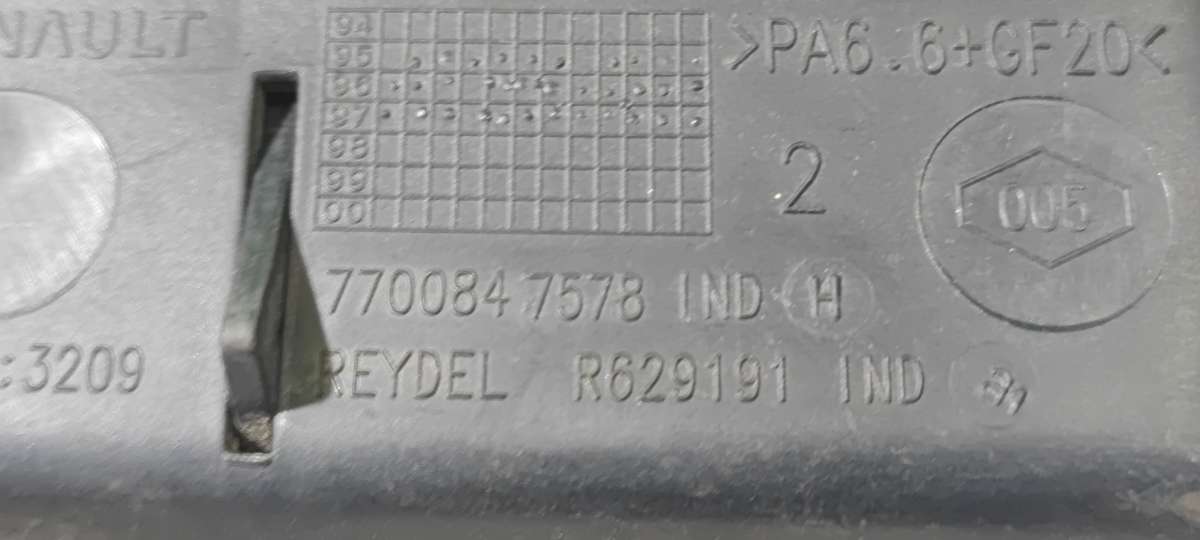 NAULT
94
95
96
97
98
99
00
>PA6.6+GF20<
2
005
7700847578 IND H
:3209
REYDEL R629191 IND